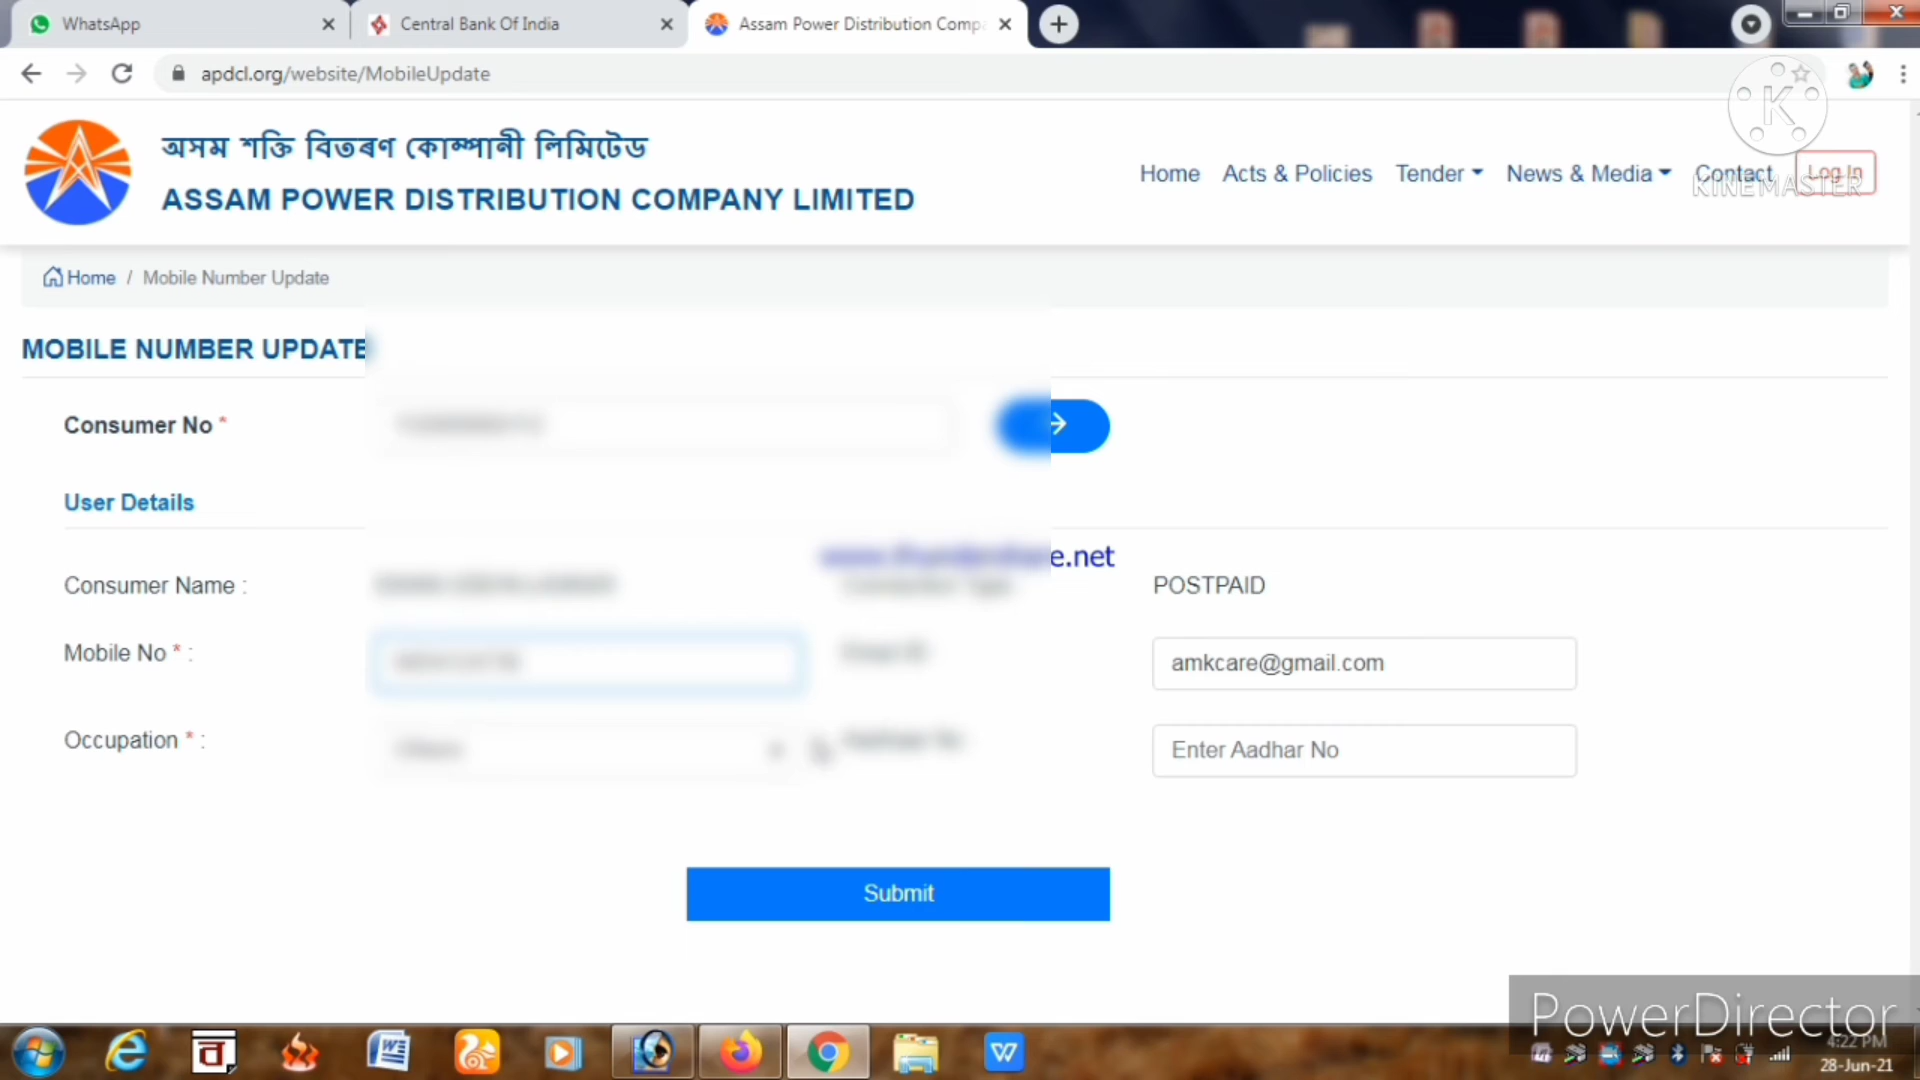 WhatsApp
Central Bank Of India
Assam Power Distribution Comp
apdcl.org/website/MobileUpdate
অসম শক্তি বিতৰণ কোম্পানী লিমিটেড
ASSAM POWER DISTRIBUTION COMPANY LIMITED
Home Acts & Policies Tender News & Media Contact Log In
KINEMASTER
Home / Mobile Number Update
MOBILE NUMBER UPDATE
Consumer No *
User Details
e.net
Consumer Name :
POSTPAID
Mobile No * :
amkcare@gmail.com
Occupation * :
Enter Aadhar No
Submit
PowerDirector
4:22 PM
28-Jun-21